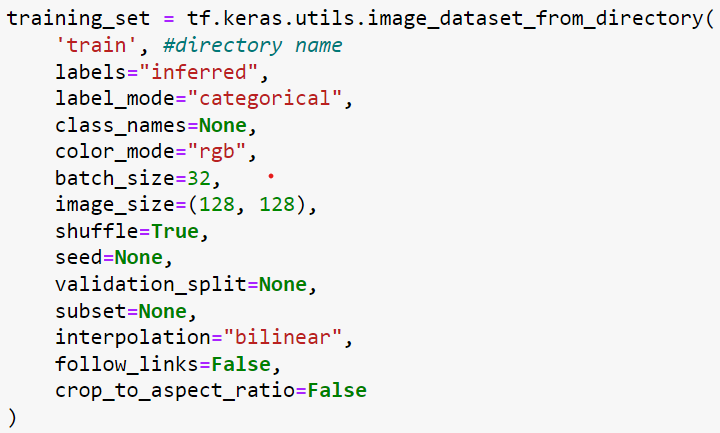 training_set = tf.keras.utils.image_dataset_from_directory(
    'train', #directory name
    labels="inferred",
    label_mode="categorical",
    class_names=None,
    color_mode="rgb",
    batch_size=32,
    image_size=(128, 128),
    shuffle=True,
    seed=None,
    validation_split=None,
    subset=None,
    interpolation="bilinear",
    follow_links=False,
    crop_to_aspect_ratio=False
)